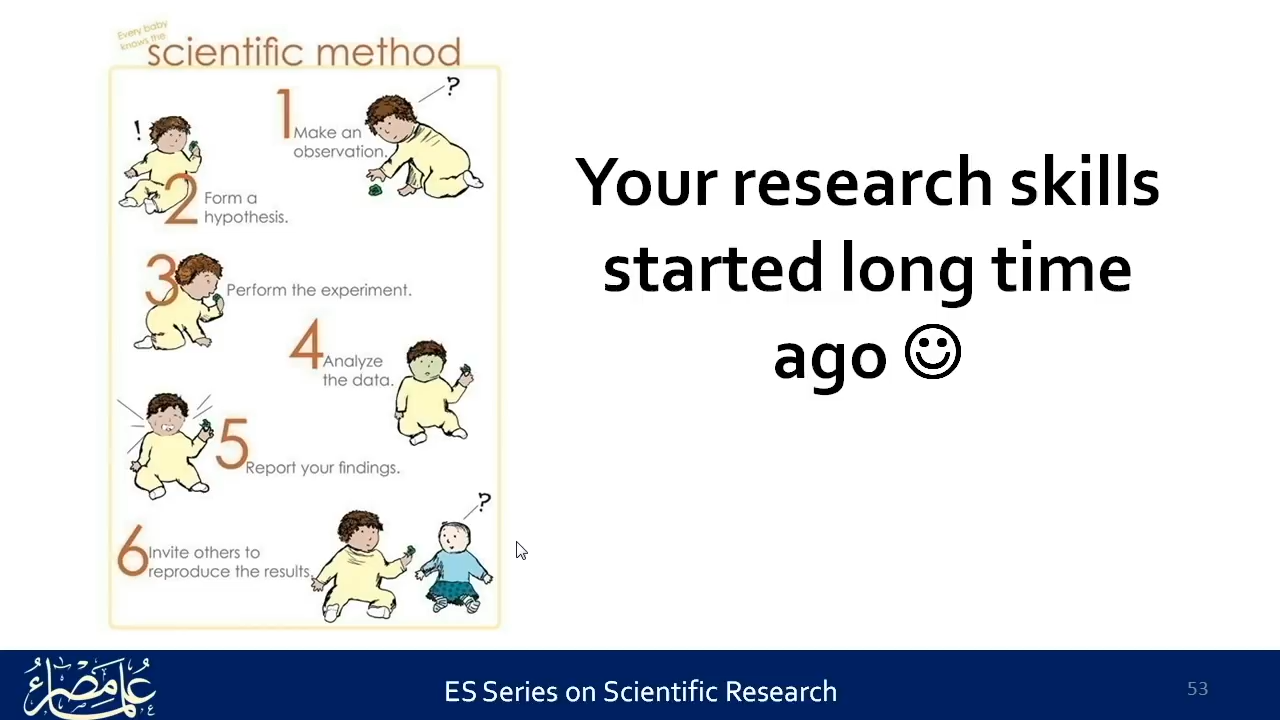 Every baby
knows the
scientific method
1
Make an
observation.
?
!
2
Form a
hypothesis.
3
Perform the experiment.
4
Analyze
the data.
5
Report your findings.
6
Invite others to
reproduce the results.
?
Your research skills
started long time
ago ☺
علماء مصر
ES Series on Scientific Research
53